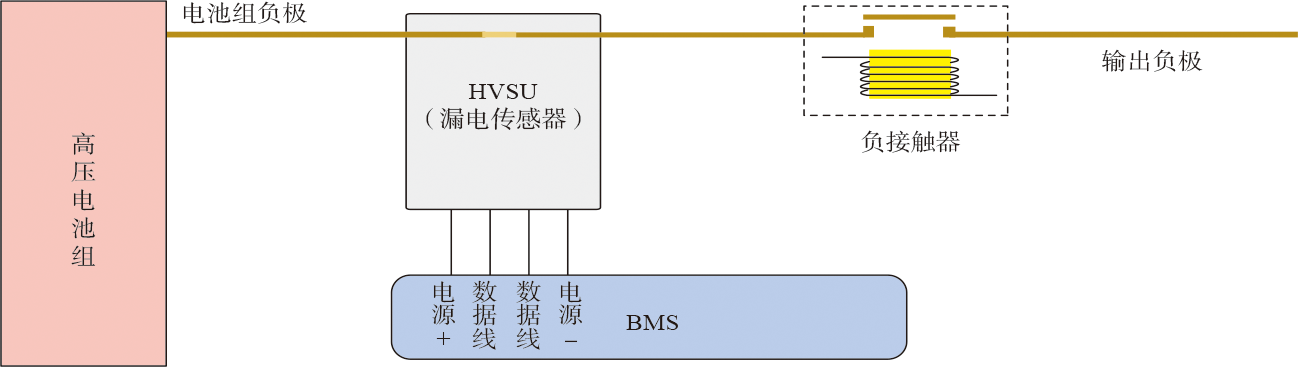 电池组负极
HVSU
（漏电传感器）
输出负极
负接触器
高压电池组
电源+
数据线
数据线
电源−
BMS